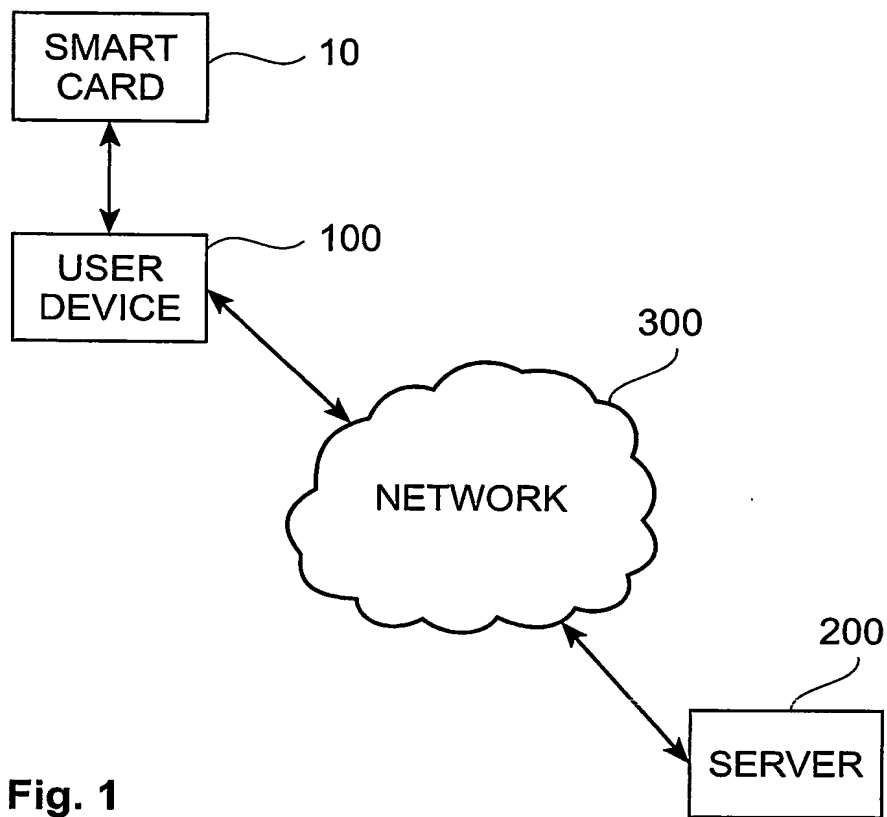 SMART
CARD
10
USER
DEVICE
100
300
NETWORK
200
SERVER
Fig. 1